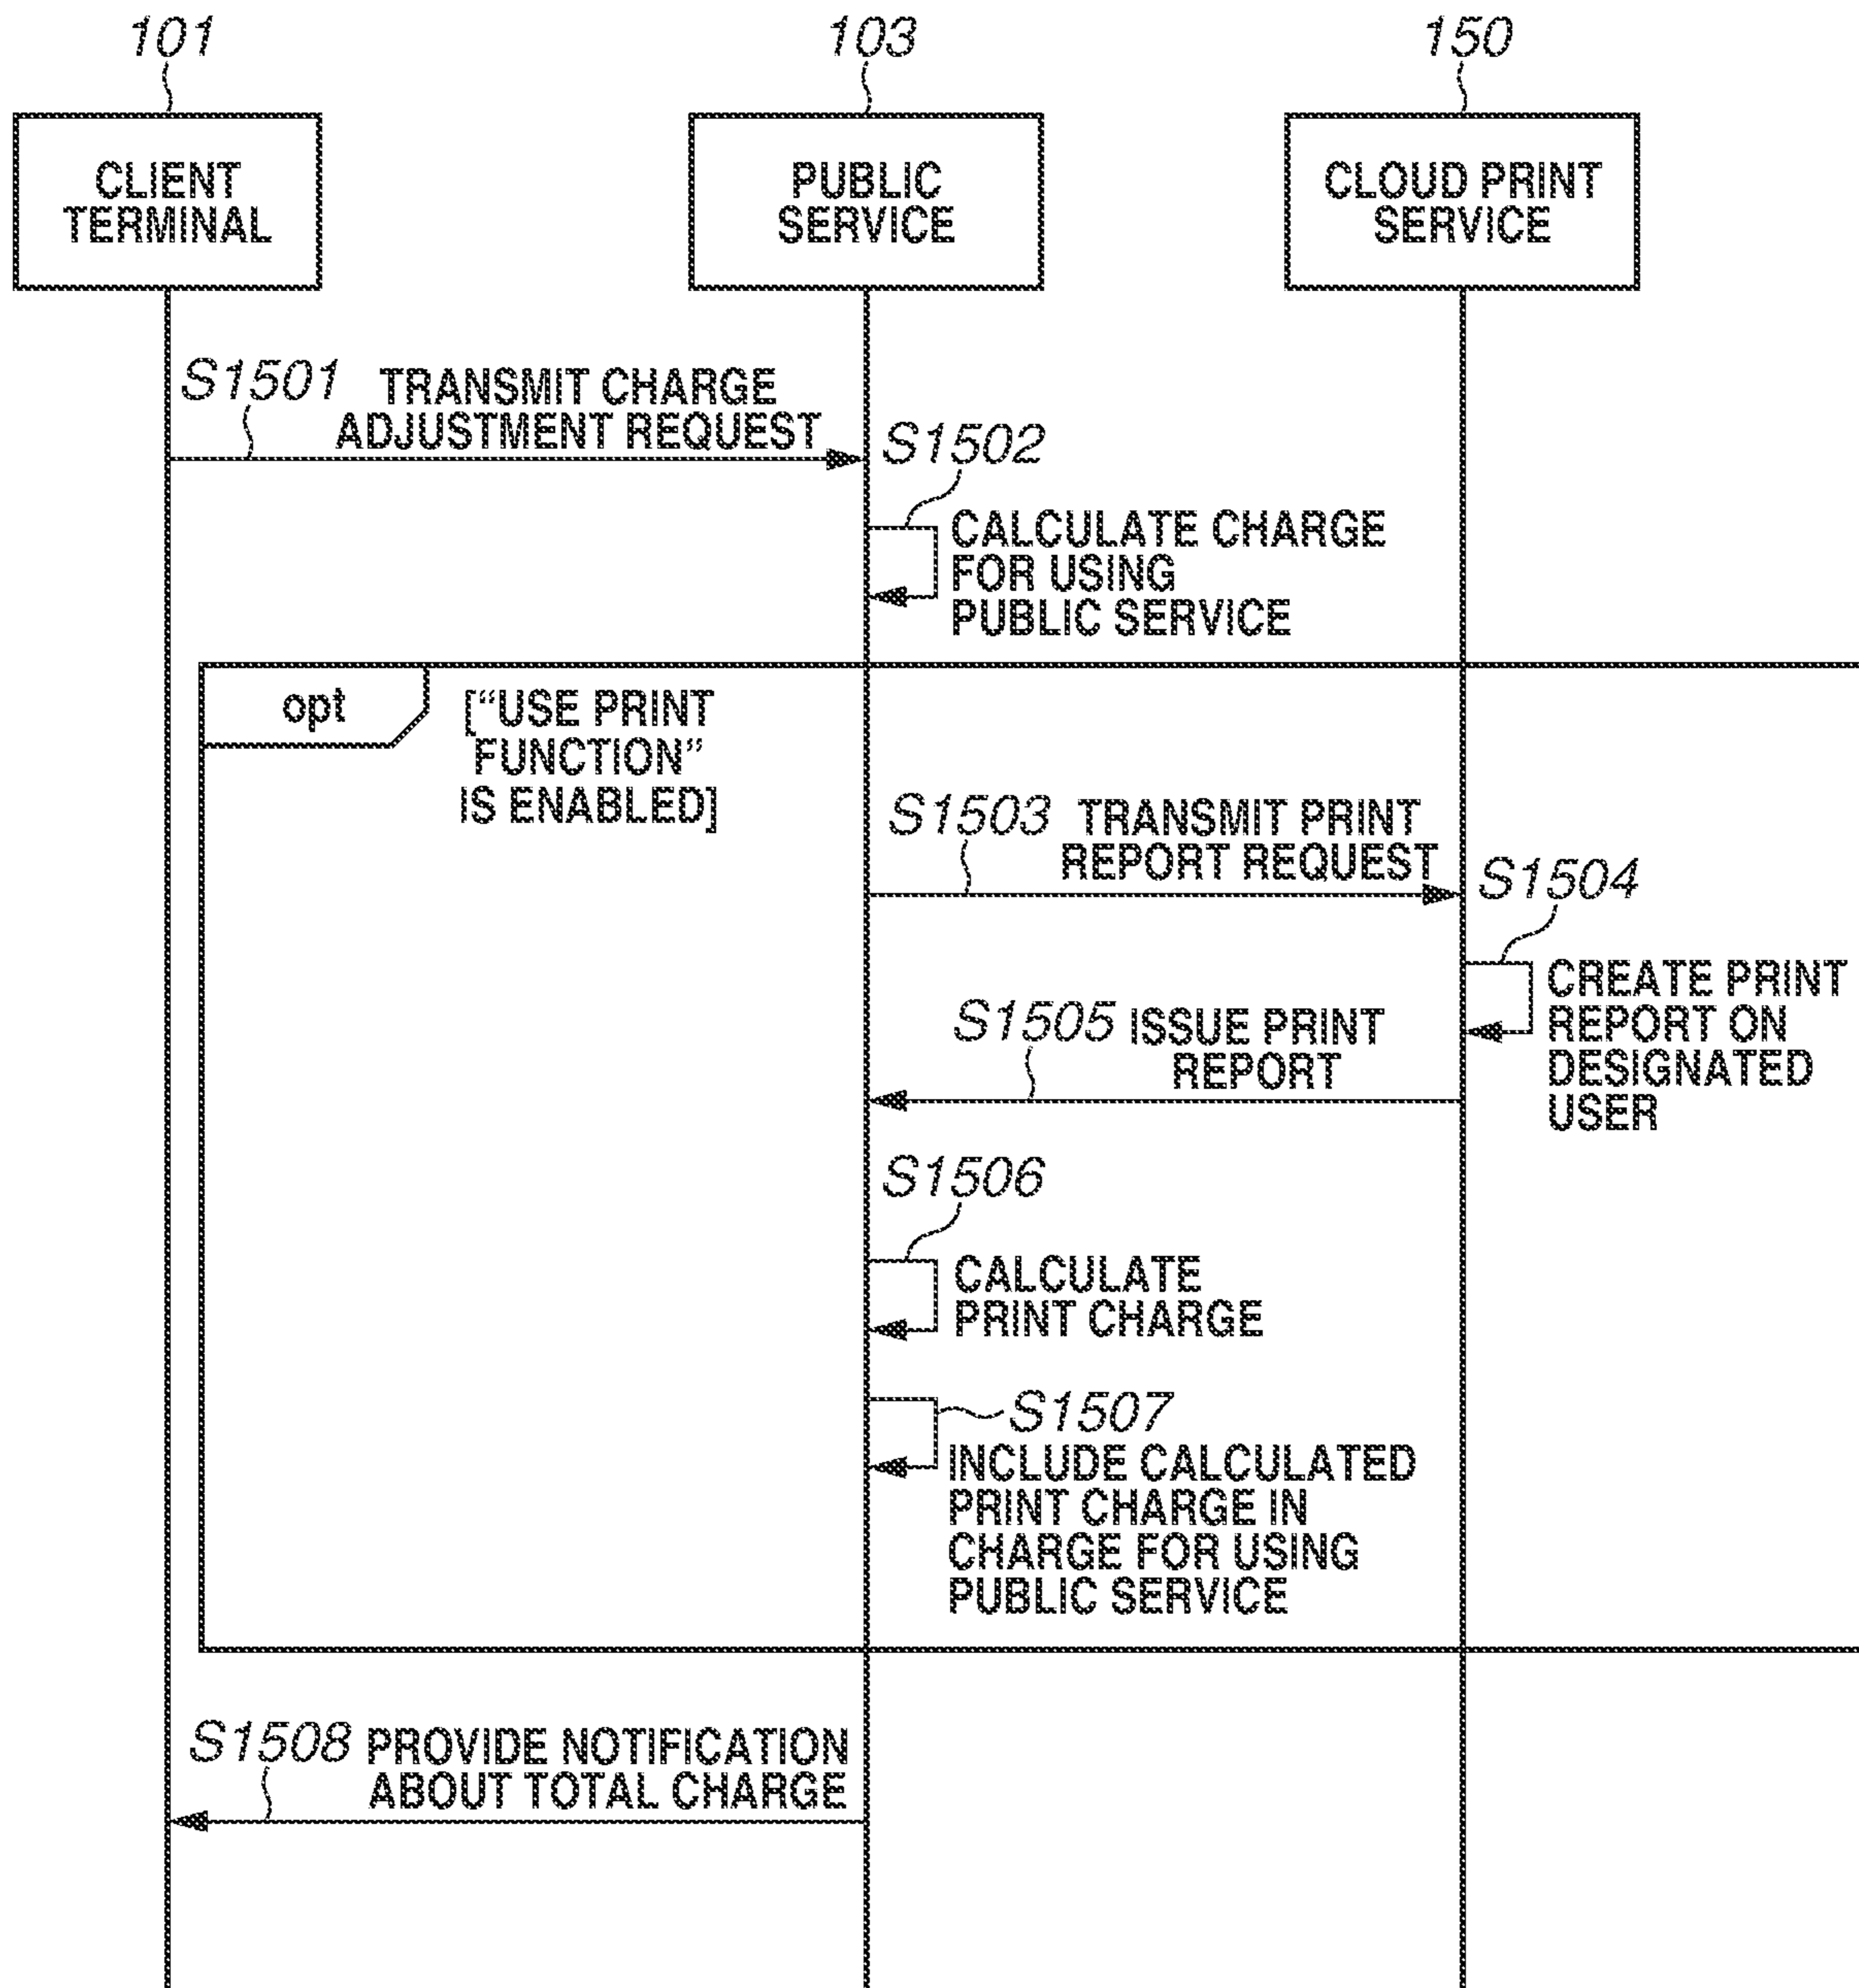 101
103
150
CLIENT
TERMINAL
PUBLIC
SERVICE
CLOUD PRINT
SERVICE
S1501 TRANSMIT CHARGE
ADJUSTMENT REQUEST
S1502
CALCULATE CHARGE
FOR USING
PUBLIC SERVICE
opt
["USE PRINT
FUNCTION"
IS ENABLED]
S1503 TRANSMIT PRINT
REPORT REQUEST
S1504
CREATE PRINT
REPORT ON
DESIGNATED
USER
S1505 ISSUE PRINT
REPORT
S1506
CALCULATE
PRINT CHARGE
S1507
INCLUDE CALCULATED
PRINT CHARGE IN
CHARGE FOR USING
PUBLIC SERVICE
S1508 PROVIDE NOTIFICATION
ABOUT TOTAL CHARGE